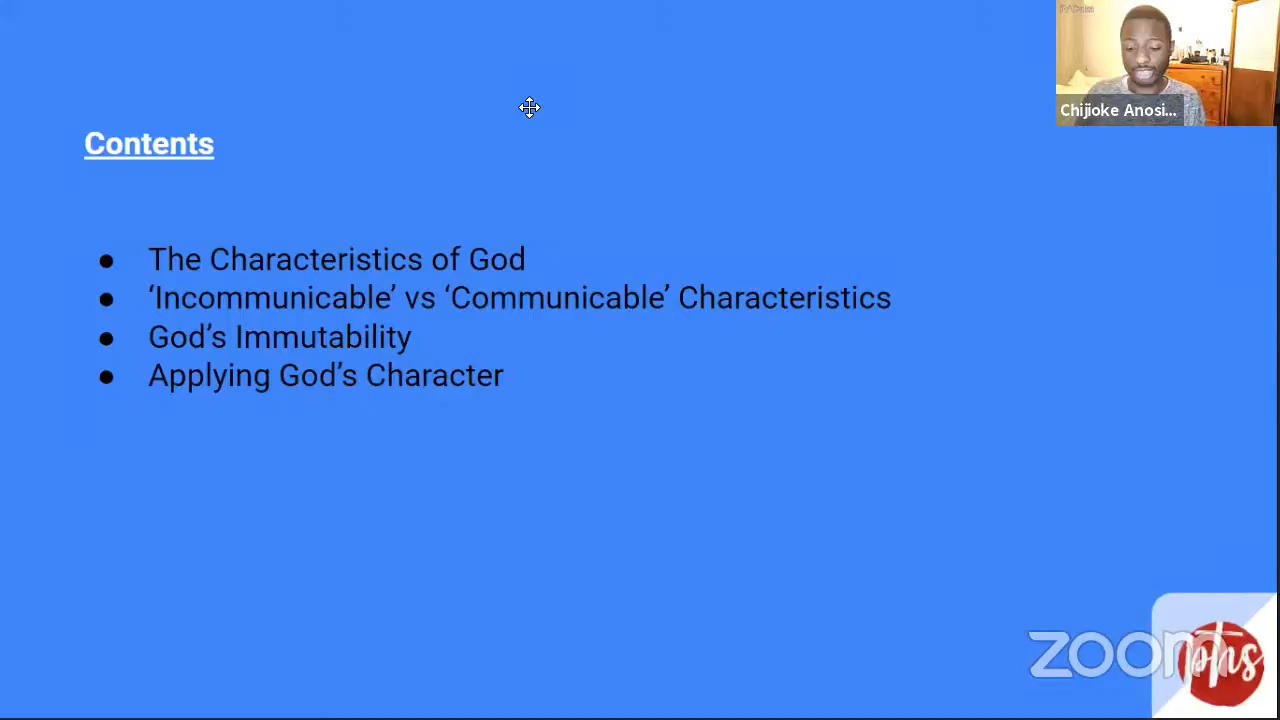 Chijioke Anosi...
Contents
● The Characteristics of God
● ‘Incommunicable’ vs ‘Communicable’ Characteristics
● God’s Immutability
● Applying God’s Character
zoom